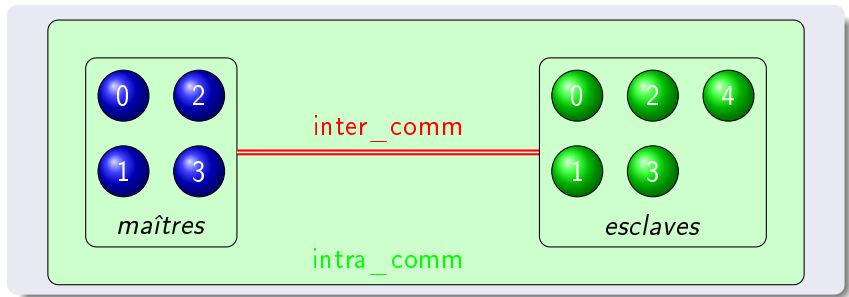 0 2
1 3
maîtres
inter_comm
0 2 4
1 3
esclaves
intra_comm